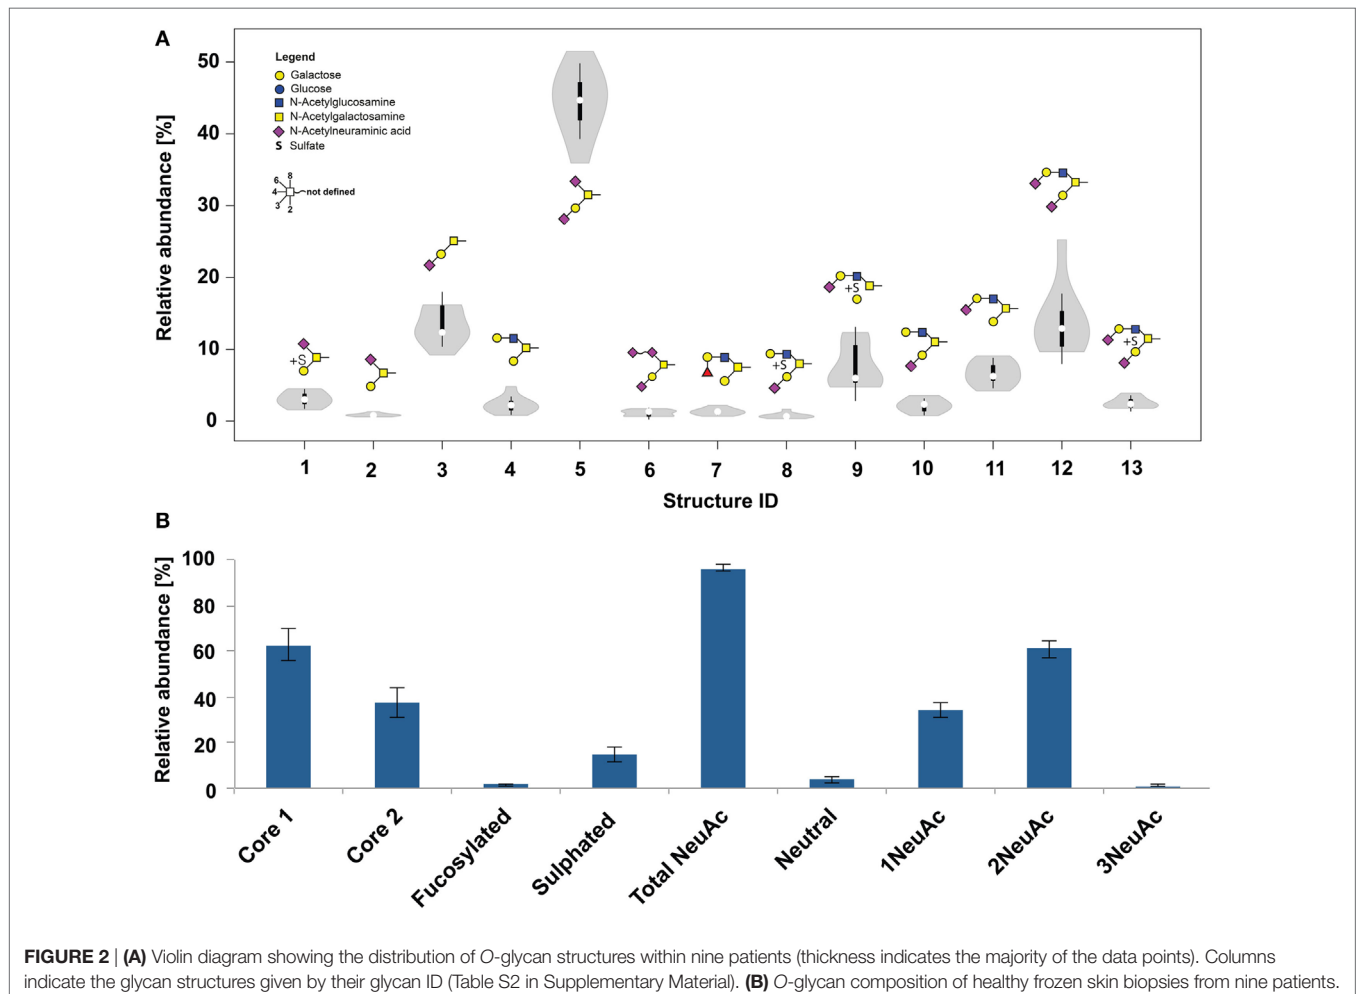 A
Relative abundance [%]
50
40
30
20
10
0
Legend
Galactose
Glucose
N-Acetylglucosamine
N-Acetylgalactosamine
N-Acetylneuraminic acid
S Sulfate
6 8
4 not defined
3 2
+S
+S
+S
+S
1 2 3 4 5 6 7 8 9 10 11 12 13
Structure ID
B
Relative abundance [%]
100
80
60
40
20
0
Core 1
Core 2
Fucosylated
Sulphated
Total NeuAc
Neutral
1NeuAc
2NeuAc
3NeuAc
FIGURE 2 | (A) Violin diagram showing the distribution of O-glycan structures within nine patients (thickness indicates the majority of the data points). Columns
indicate the glycan structures given by their glycan ID (Table S2 in Supplementary Material). (B) O-glycan composition of healthy frozen skin biopsies from nine patients.